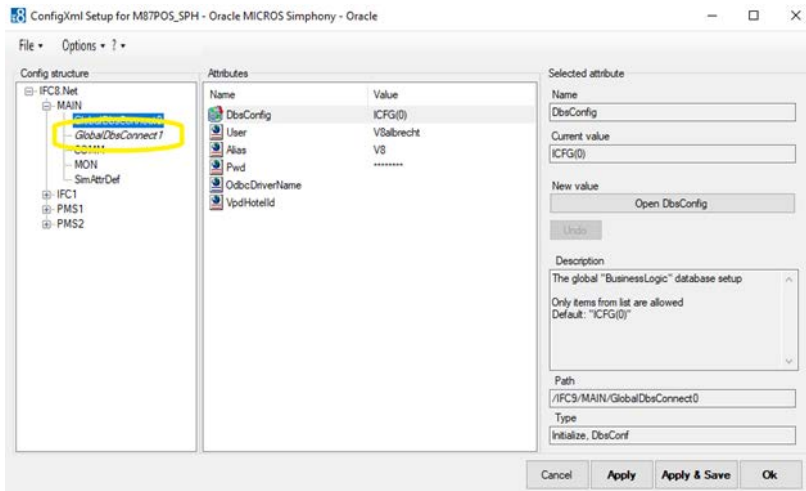 ConfigXml Setup for M87POS_SPH - Oracle MICROS Simphony - Oracle
File Options ?
Config structure
IFC8.Net
MAIN
GlobalDbsConnect0
GlobalDbsConnect1
COMM
MON
SimAttrDef
IFC1
PMS1
PMS2
Attributes
Name Value
DbsConfig ICFG(0)
User V8albrecht
Alias V8
Pwd ********
OdbcDriverName
VpdHotelId
Selected attribute
Name
DbsConfig
Current value
ICFG(0)
New value
Open DbsConfig
Undo
Description
The global "BusinessLogic" database setup
Only items from list are allowed
Default: "ICFG(0)"
Path
/IFC9/MAIN/GlobalDbsConnect0
Type
Initialize, DbsConf
Cancel Apply Apply & Save Ok